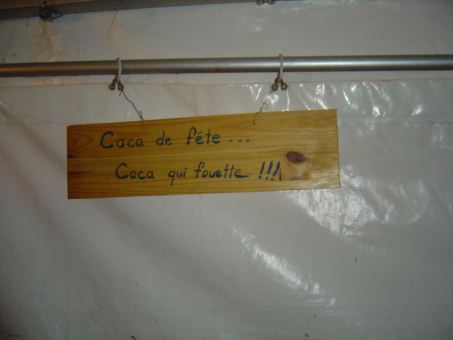 Caca de fête...
Caca qui fouette !!!